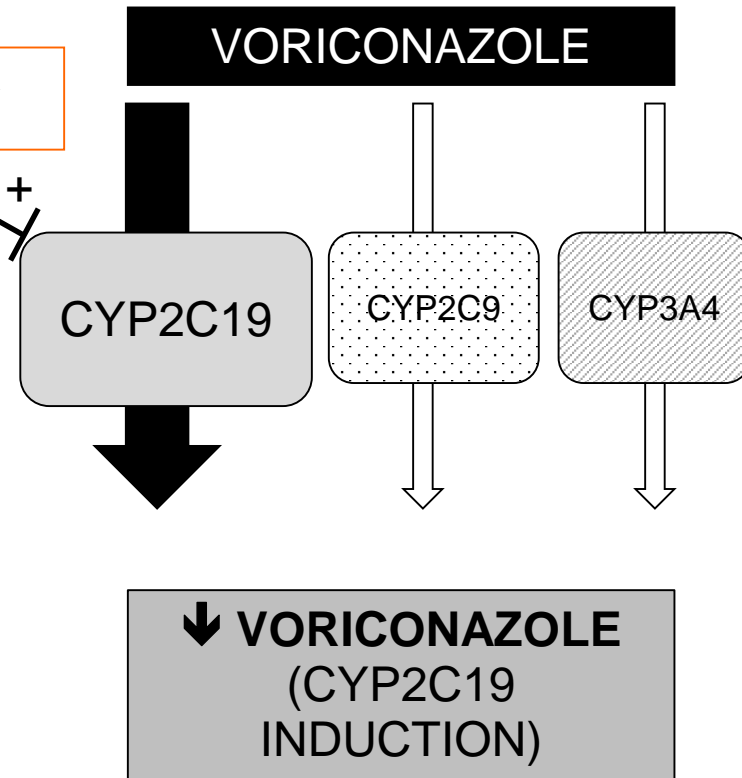 VORICONAZOLE
+
CYP2C19
CYP2C9
CYP3A4
🡻 VORICONAZOLE
(CYP2C19
INDUCTION)